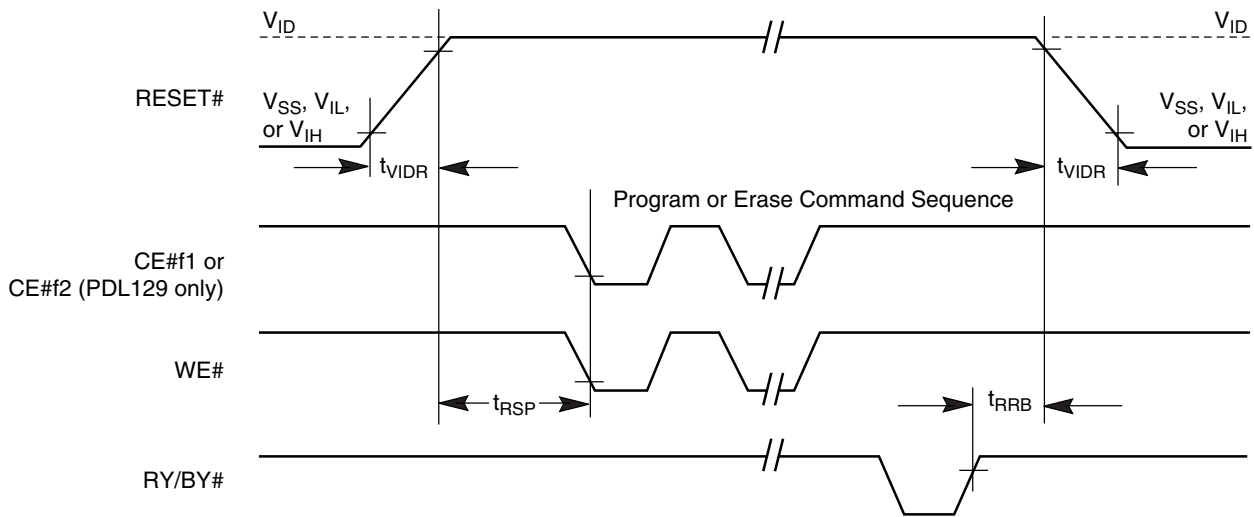 VID
VID
RESET#
VSS, VIL,
or VIH
VSS, VIL,
or VIH
tVIDR
tVIDR
Program or Erase Command Sequence
CE#f1 or
CE#f2 (PDL129 only)
WE#
tRSP
tRRB
RY/BY#